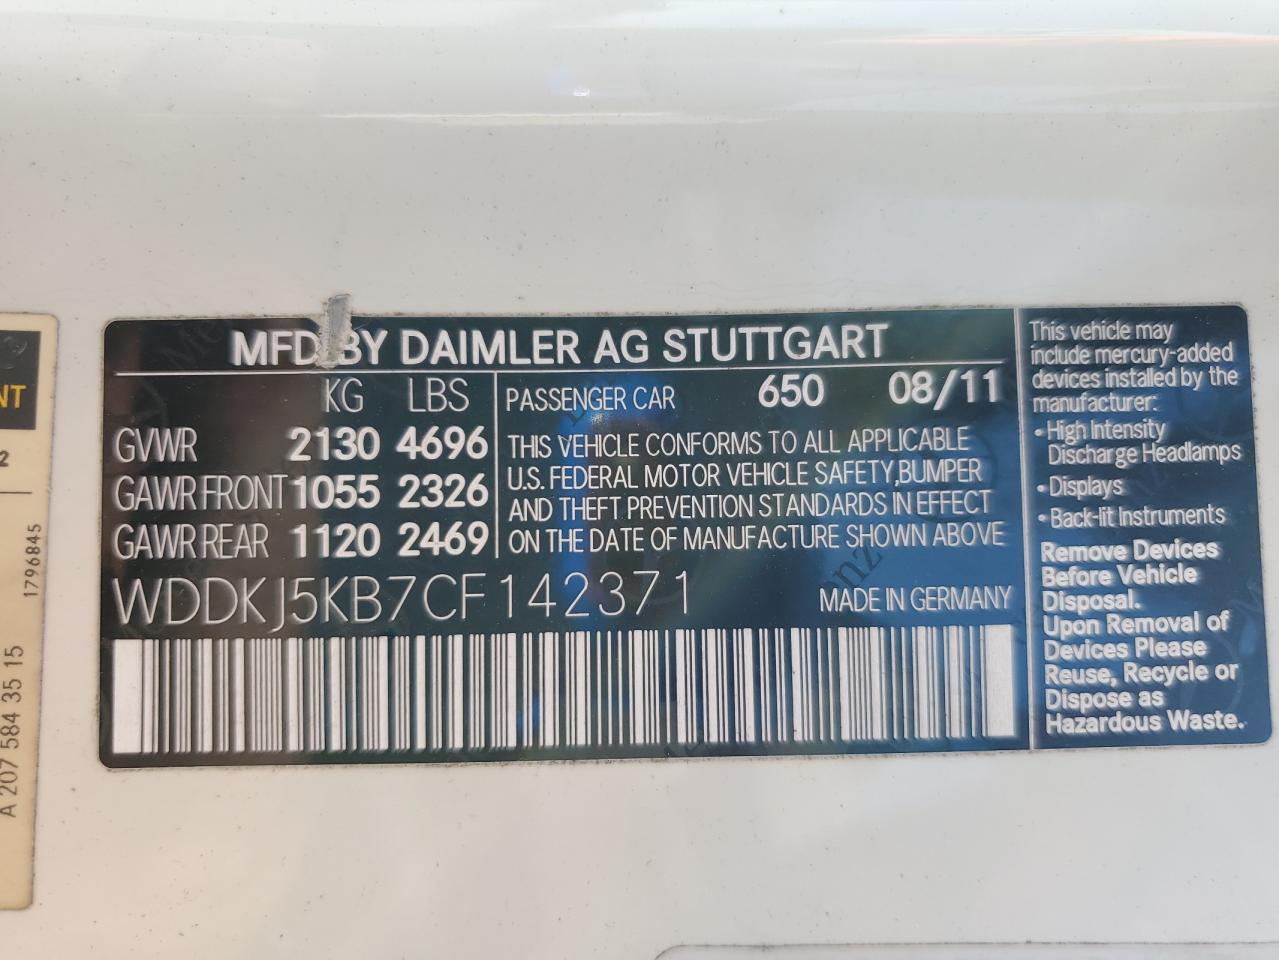 NT
2
1796845
A 207 584 35 15
MFD BY DAIMLER AG STUTTGART
KG LBS
GVWR 2130 4696
GAWR FRONT 1055 2326
GAWR REAR 1120 2469
PASSENGER CAR 650 08/11
THIS VEHICLE CONFORMS TO ALL APPLICABLE
U.S. FEDERAL MOTOR VEHICLE SAFETY,BUMPER
AND THEFT PREVENTION STANDARDS IN EFFECT
ON THE DATE OF MANUFACTURE SHOWN ABOVE
WDDKJ5KB7CF142371 MADE IN GERMANY
This vehicle may
include mercury-added
devices installed by the
manufacturer:
• High Intensity
Discharge Headlamps
• Displays
• Back-lit Instruments
Remove Devices
Before Vehicle
Disposal.
Upon Removal of
Devices Please
Reuse, Recycle or
Dispose as
Hazardous Waste.